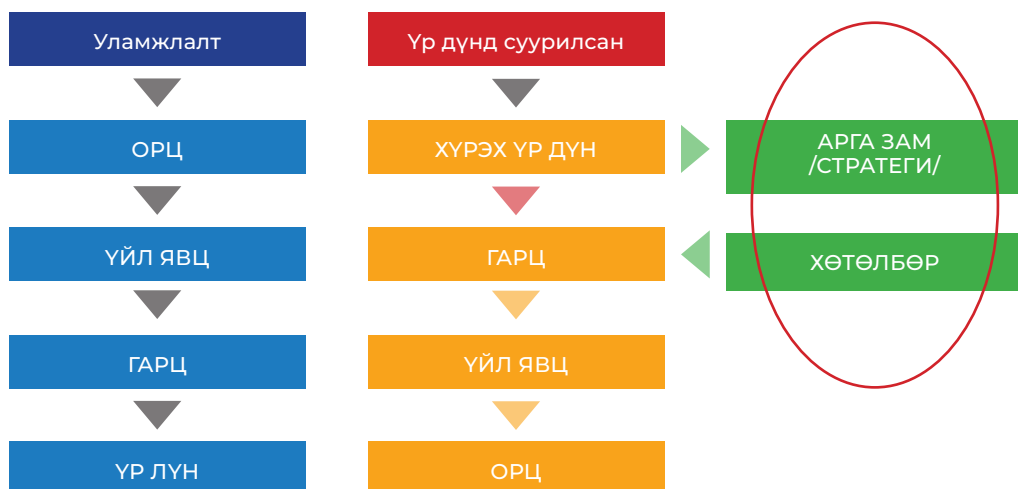 Уламжлалт
ОРЦ
ҮЙЛ ЯВЦ
ГАРЦ
ҮР ЛҮН
Үр дүнд суурилсан
ХҮРЭХ ҮР ДҮН
ГАРЦ
ҮЙЛ ЯВЦ
ОРЦ
АРГА ЗАМ
/СТРАТЕГИ/
ХӨТӨЛБӨР